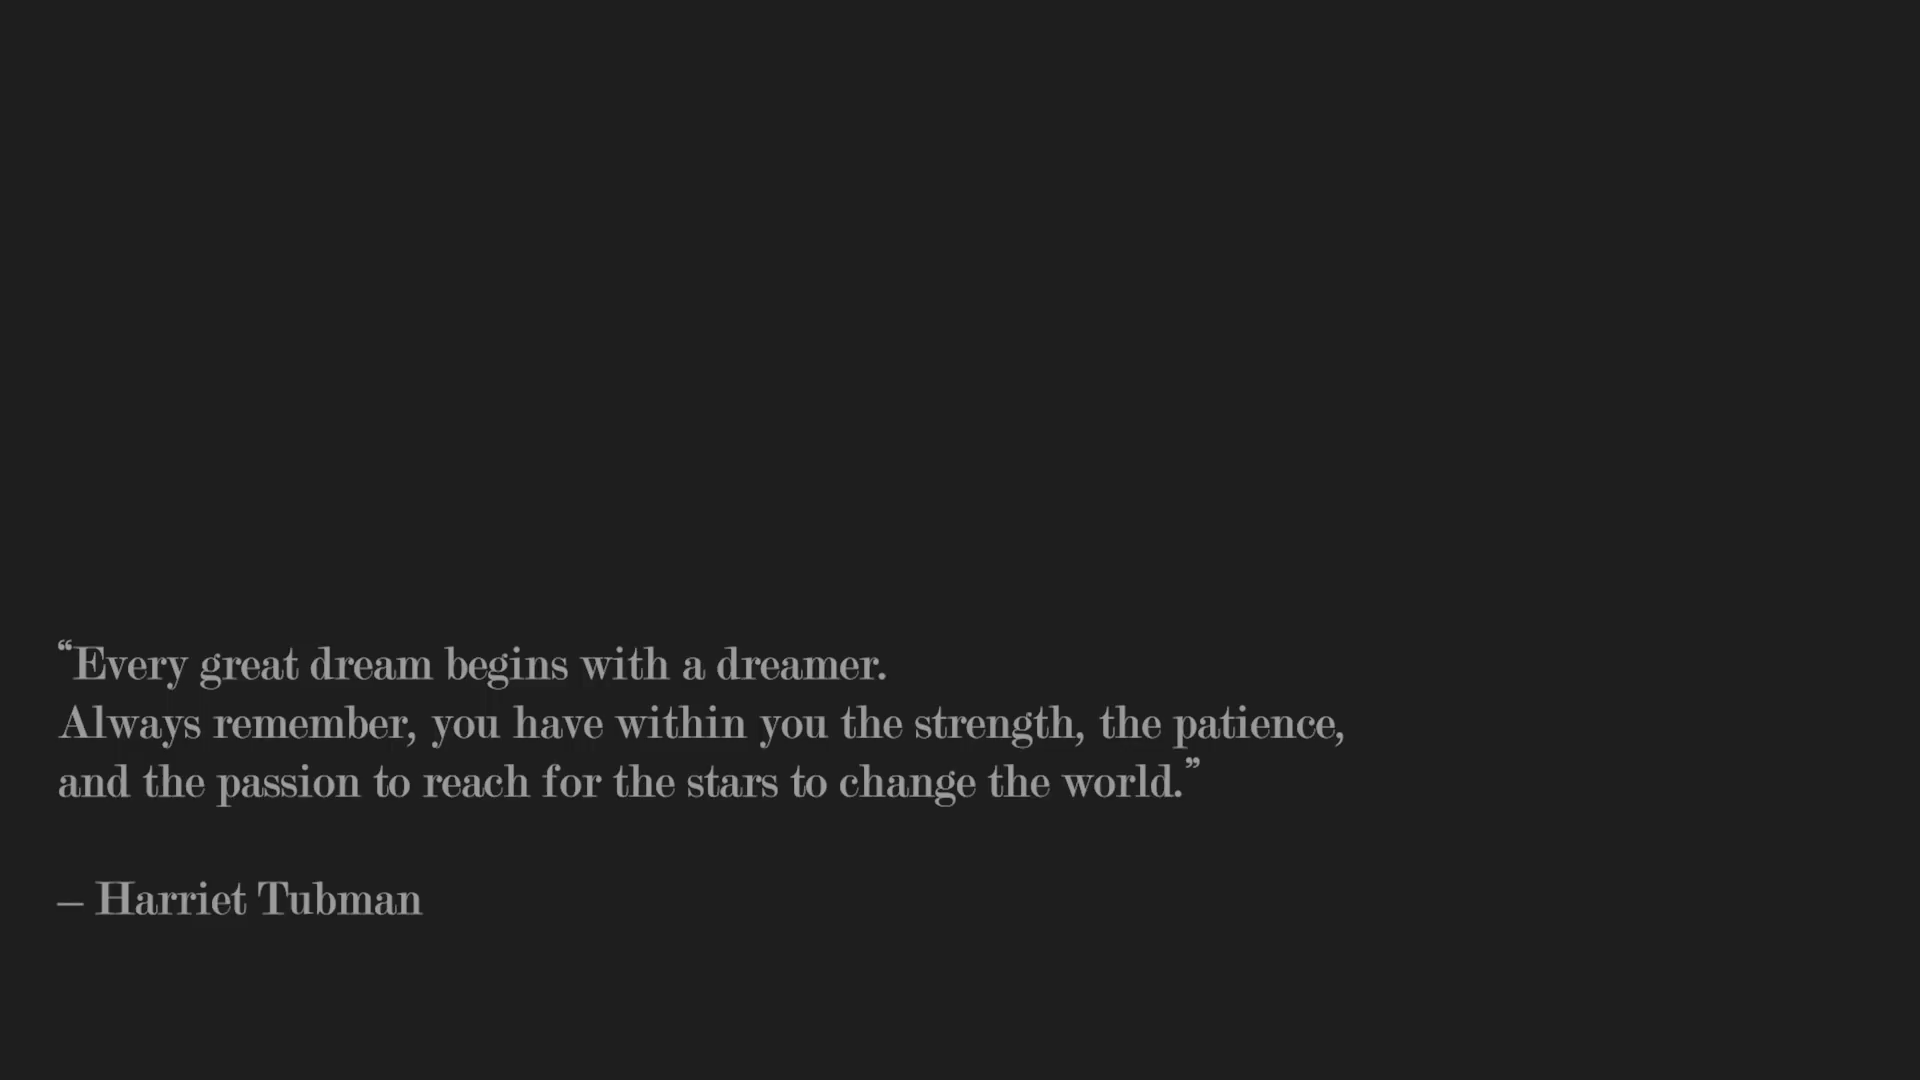 “Every great dream begins with a dreamer.
Always remember, you have within you the strength, the patience,
and the passion to reach for the stars to change the world.”
– Harriet Tubman